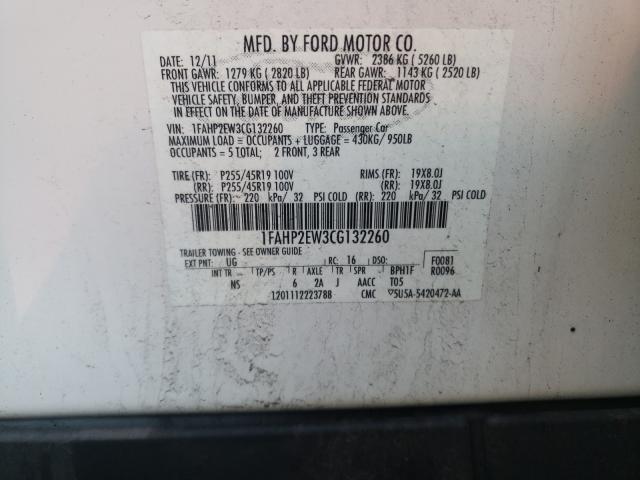 MFD. BY FORD MOTOR CO.
DATE: 12/11 GVWR: 2386 KG ( 5260 LB)
FRONT GAWR: 1279 KG ( 2820 LB) REAR GAWR: 1143 KG ( 2520 LB)
THIS VEHICLE CONFORMS TO ALL APPLICABLE FEDERAL MOTOR
VEHICLE SAFETY, BUMPER, AND THEFT PREVENTION STANDARDS
IN EFFECT ON THE DATE OF MANUFACTURE SHOWN ABOVE.
VIN: 1FAHP2EW3CG132260 TYPE: Passenger Car
MAXIMUM LOAD = OCCUPANTS + LUGGAGE = 430KG/ 950LB
OCCUPANTS = 5 TOTAL; 2 FRONT, 3 REAR
TIRE (FR): P255/45R19 100V RIMS (FR): 19X8.0J
(RR): P255/45R19 100V (RR): 19X8.0J
PRESSURE (FR): 220 kPa/ 32 PSI COLD (RR): 220 kPa/ 32 PSI COLD
1FAHP2EW3CG132260
TRAILER TOWING - SEE OWNER GUIDE
EXT PNT: UG RC: 16 DSO: F0081
R0096
INT TR TP/PS R AXLE TR SPR BPH1F
NS 6 2A J AACC T05
1201112223788 CMC 5U5A-5420472-AA